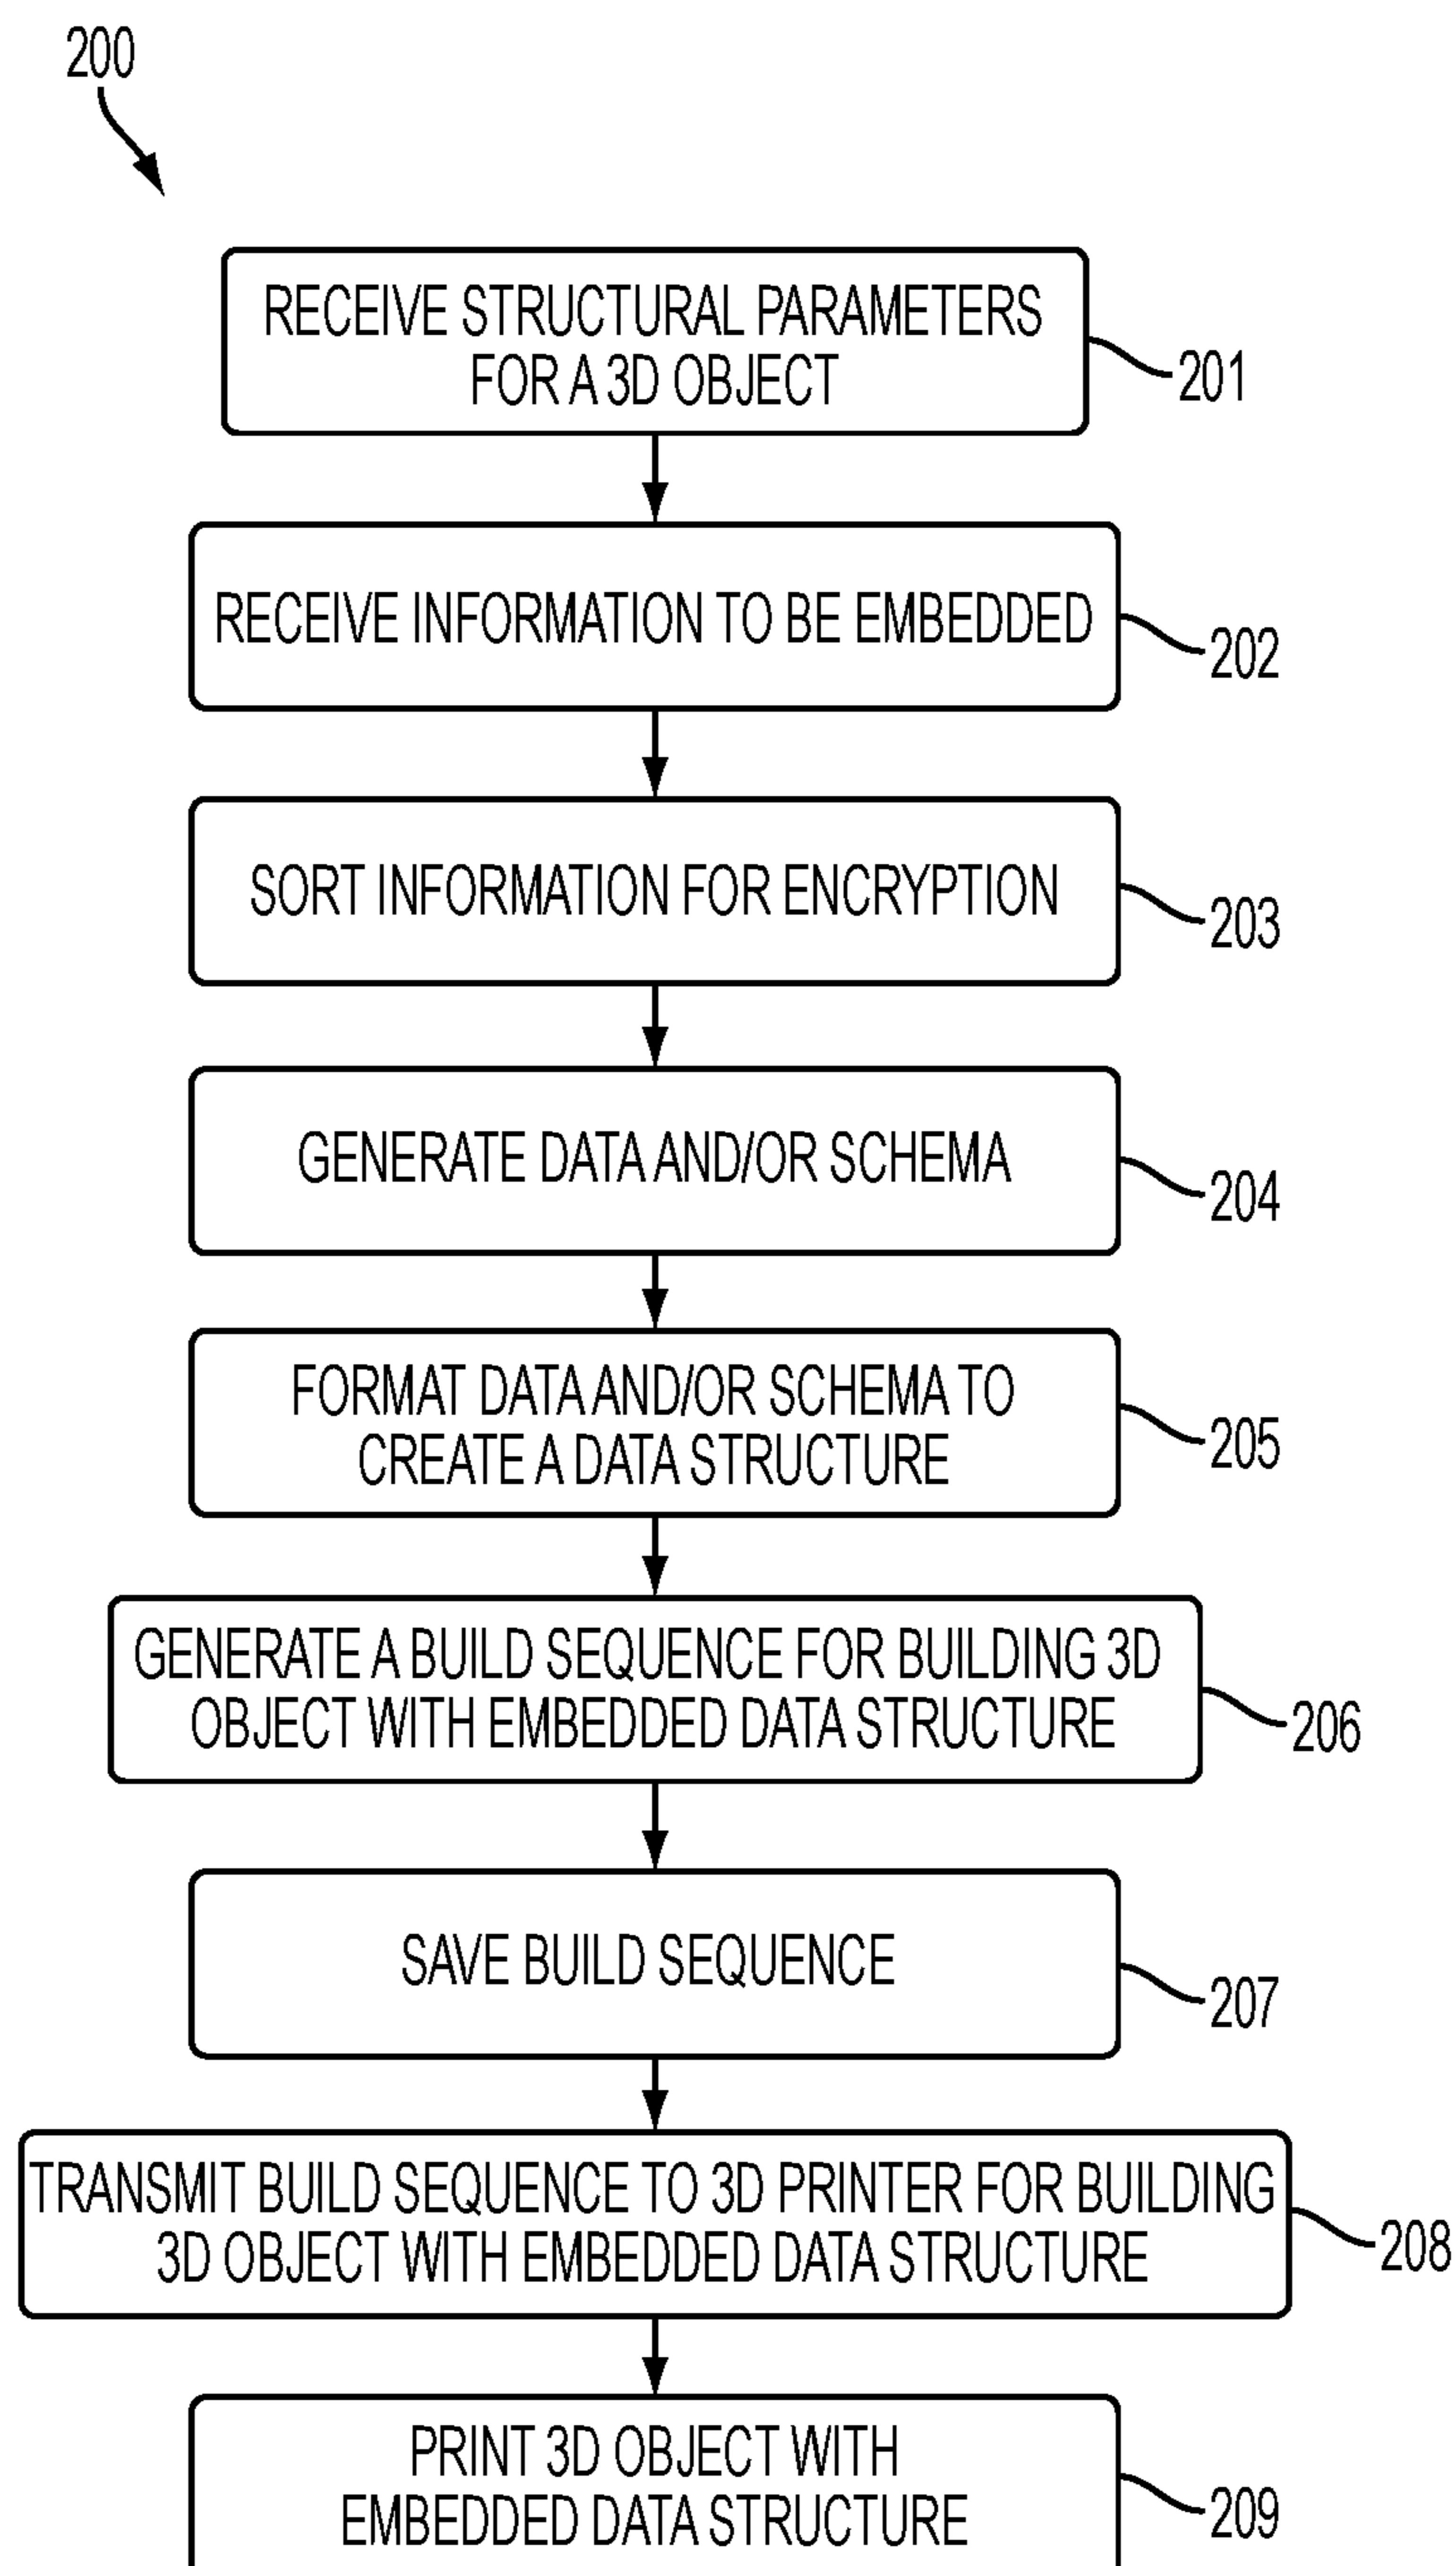 200
RECEIVE STRUCTURAL PARAMETERS
FOR A 3D OBJECT
201
RECEIVE INFORMATION TO BE EMBEDDED
202
SORT INFORMATION FOR ENCRYPTION
203
GENERATE DATA AND/OR SCHEMA
204
FORMAT DATA AND/OR SCHEMA TO
CREATE A DATA STRUCTURE
205
GENERATE A BUILD SEQUENCE FOR BUILDING 3D
OBJECT WITH EMBEDDED DATA STRUCTURE
206
SAVE BUILD SEQUENCE
207
TRANSMIT BUILD SEQUENCE TO 3D PRINTER FOR BUILDING
3D OBJECT WITH EMBEDDED DATA STRUCTURE
208
PRINT 3D OBJECT WITH
EMBEDDED DATA STRUCTURE
209